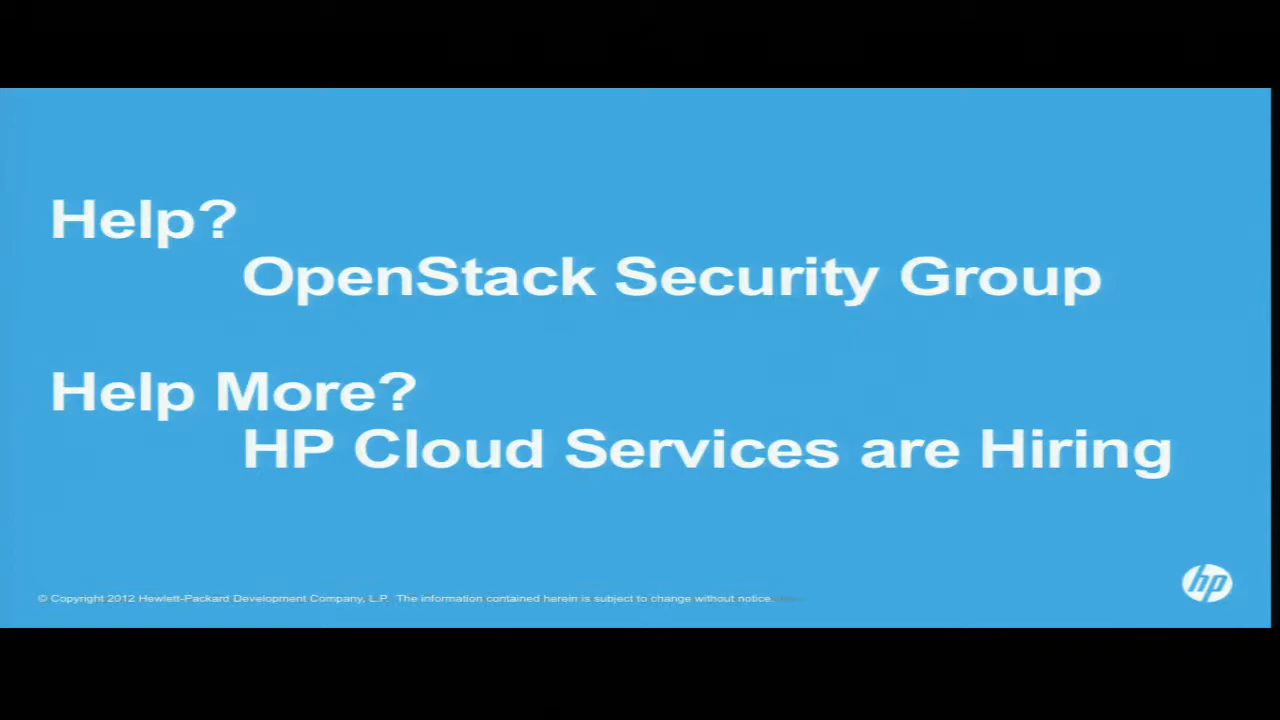 Help?
OpenStack Security Group
Help More?
HP Cloud Services are Hiring
© Copyright 2012 Hewlett-Packard Development Company, L.P. The information contained herein is subject to change without notice.
hp